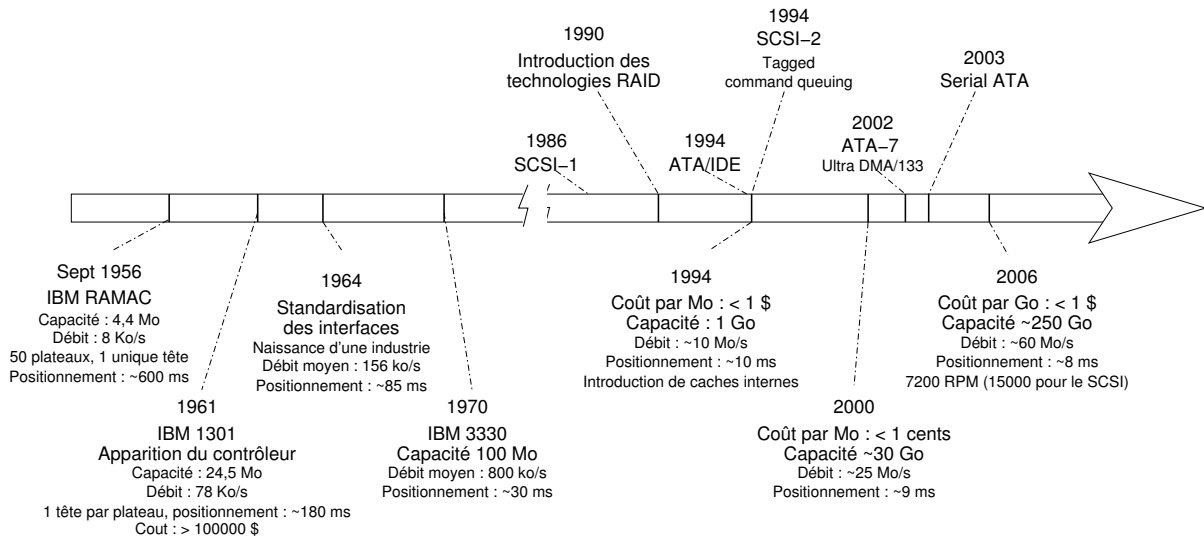 1990
Introduction des
technologies RAID
1994
SCSI−2
Tagged
command queuing
2003
Serial ATA
1986
SCSI−1
1994
ATA/IDE
2002
ATA−7
Ultra DMA/133
Sept 1956
IBM RAMAC
Capacité : 4,4 Mo
Débit : 8 Ko/s
50 plateaux, 1 unique tête
Positionnement : ~600 ms
1964
Standardisation
des interfaces
Naissance d'une industrie
Débit moyen : 156 ko/s
Positionnement : ~85 ms
1994
Coût par Mo : < 1 $
Capacité : 1 Go
Débit : ~10 Mo/s
Positionnement : ~10 ms
Introduction de caches internes
2006
Coût par Go : < 1 $
Capacité ~250 Go
Débit : ~60 Mo/s
Positionnement : ~8 ms
7200 RPM (15000 pour le SCSI)
1961
IBM 1301
Apparition du contrôleur
Capacité : 24,5 Mo
Débit : 78 Ko/s
1 tête par plateau, positionnement : ~180 ms
Cout : > 100000 $
1970
IBM 3330
Capacité 100 Mo
Débit moyen : 800 ko/s
Positionnement : ~30 ms
2000
Coût par Mo : < 1 cents
Capacité ~30 Go
Débit : ~25 Mo/s
Positionnement : ~9 ms